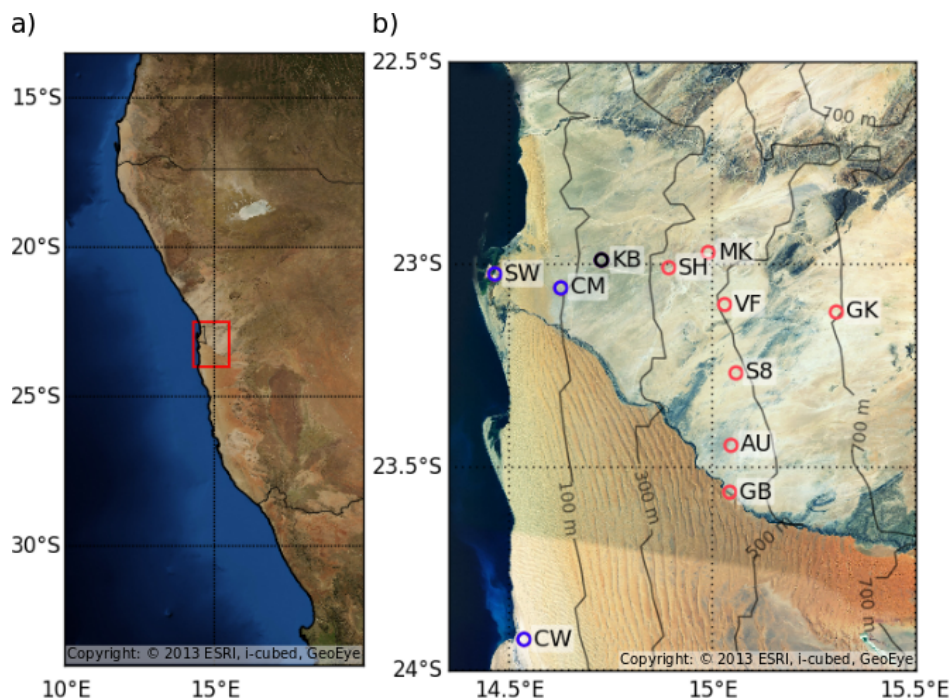 a)
b)
15°S
20°S
25°S
30°S
10°E
15°E
Copyright: © 2013 ESRI, i-cubed, GeoEye
22.5°S
23°S
23.5°S
24°S
14.5°E
15°E
15.5°E
700 m
KB
MK
SW
SH
CM
VF
GK
S8
700 m
AU
100 m
300 m
GB
500 m
700 m
CW
Copyright: © 2013 ESRI, i-cubed, GeoEye